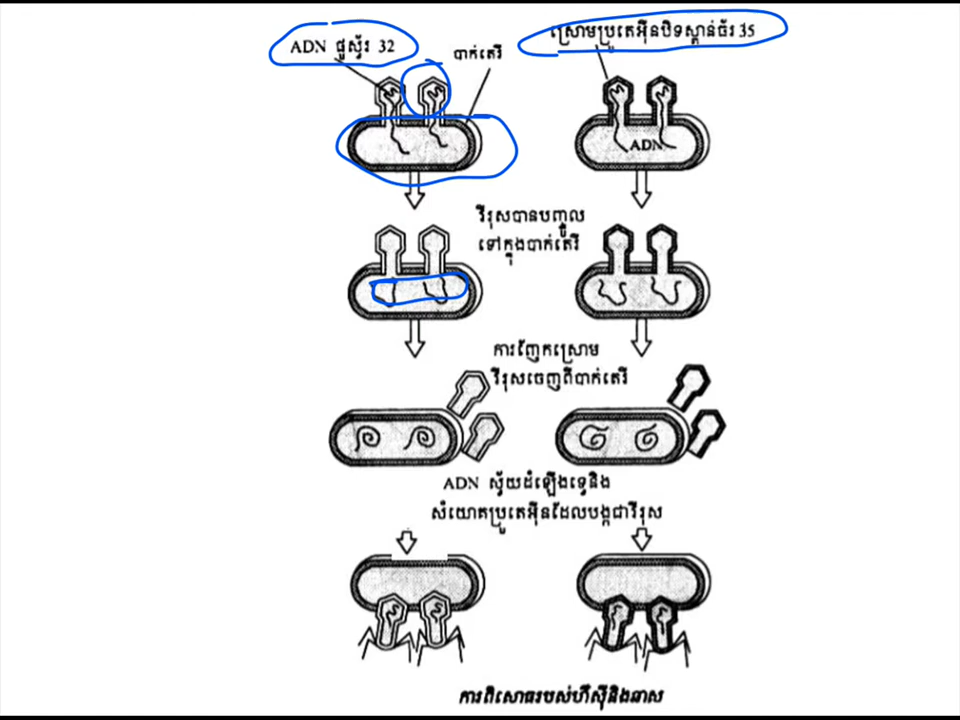 ADN ផូស្វ័រ 32
បាក់តេរី
ស្រោមប្រូតេអ៊ីនឋិទស្ពាន់ធ័រ 35
ADN
វីរុសបានបញ្ចូល
ទៅក្នុងបាក់តេរី
ការញែកស្រោម
វីរុសចេញពីបាក់តេរី
ADN ស្វ័យដំឡើងទ្វេនិង
សំយោគប្រូតេអ៊ីនដែលបង្កជាវីរុស
ការពិសោធរបស់ហឺស៊ីនិងឆាស